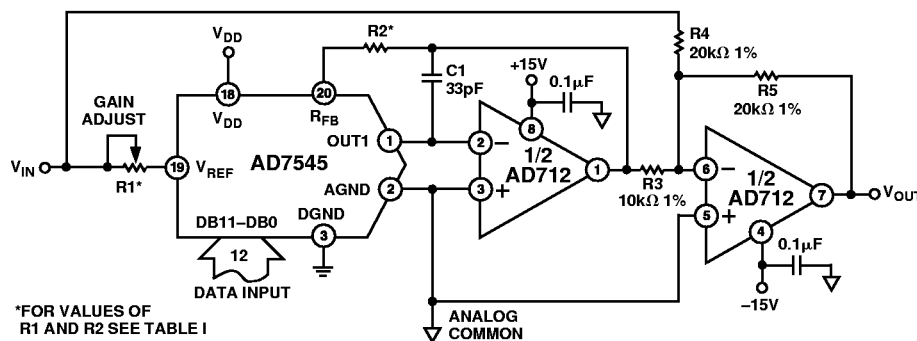 R2*
R4
20kΩ 1%
VDD
+15V
0.1µF
C1
33pF
R5
20kΩ 1%
GAIN
ADJUST
18
VDD
20
RFB
OUT1
1
2
–
8
1/2
AD712
1
VIN
R1*
19
VREF
AD7545
AGND
2
3
+
R3
10kΩ 1%
6
–
1/2
AD712
7
VOUT
5
+
DB11–DB0
DGND
3
4
0.1µF
12
DATA INPUT
–15V
*FOR VALUES OF
R1 AND R2 SEE TABLE I
ANALOG
COMMON